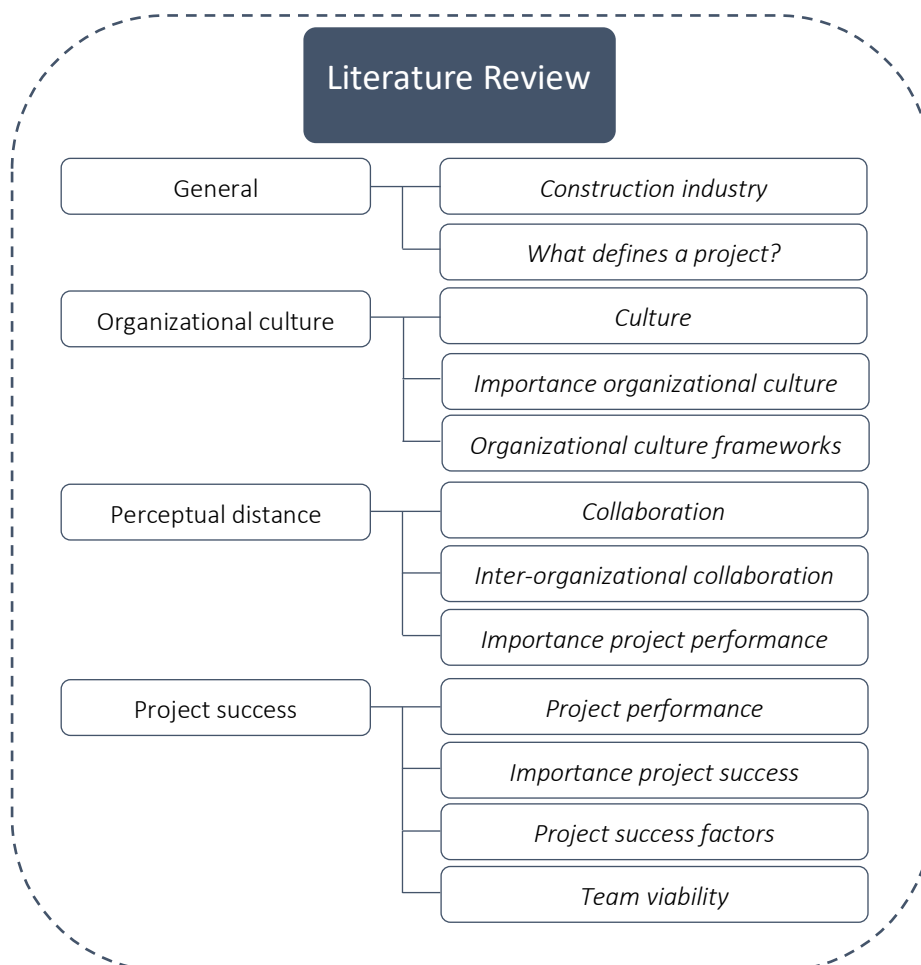 Literature Review
General
Construction industry
What defines a project?
Organizational culture
Culture
Importance organizational culture
Organizational culture frameworks
Perceptual distance
Collaboration
Inter-organizational collaboration
Importance project performance
Project success
Project performance
Importance project success
Project success factors
Team viability